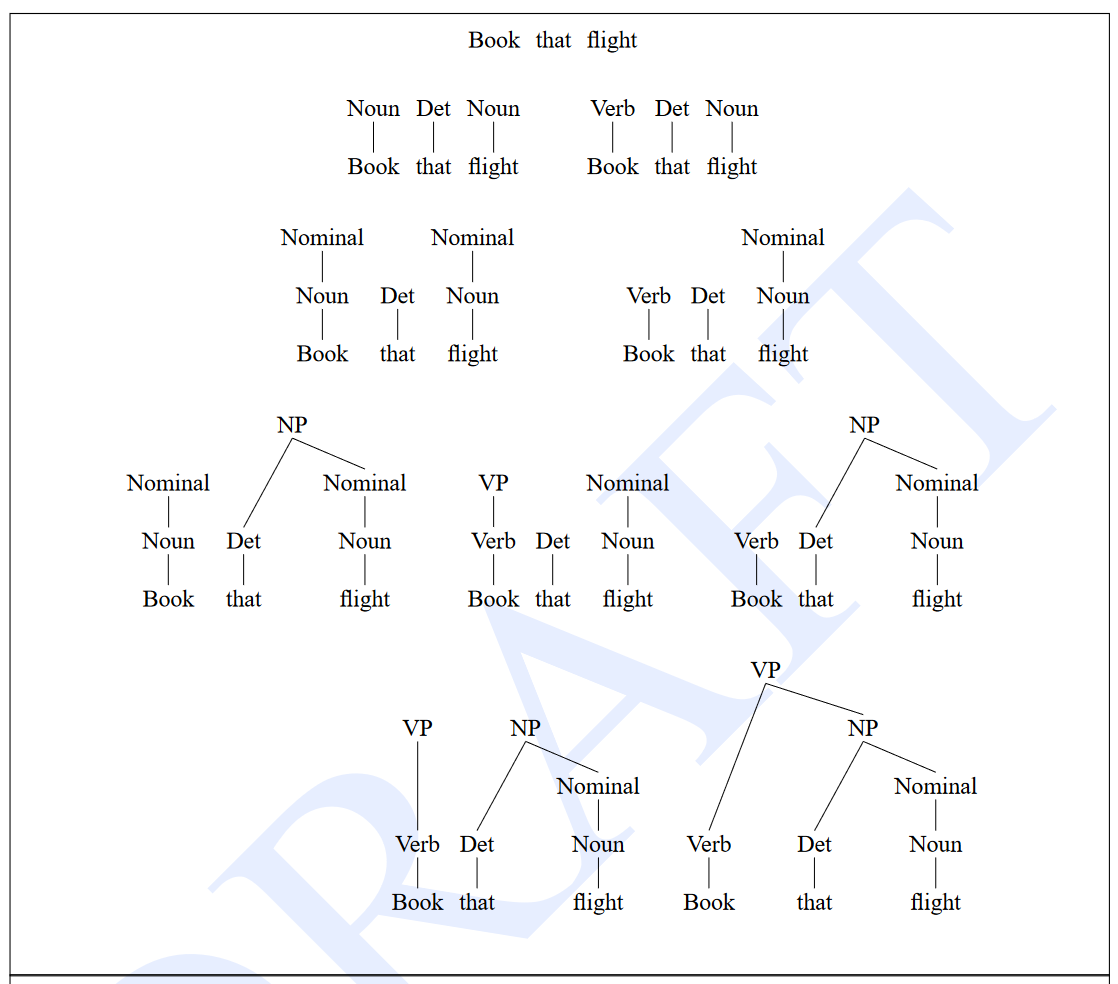 Book that flight
Noun Det Noun Verb Det Noun
Book that flight Book that flight
Nominal Nominal Nominal
Noun Det Noun Verb Det Noun
Book that flight Book that flight
NP NP
Nominal Nominal VP Nominal Nominal
Noun Det Noun Verb Det Noun Verb Det Noun
Book that flight Book that flight Book that flight
VP
VP NP NP
Nominal Nominal
Verb Det Noun Verb Det Noun
Book that flight Book that flight
DRAFT